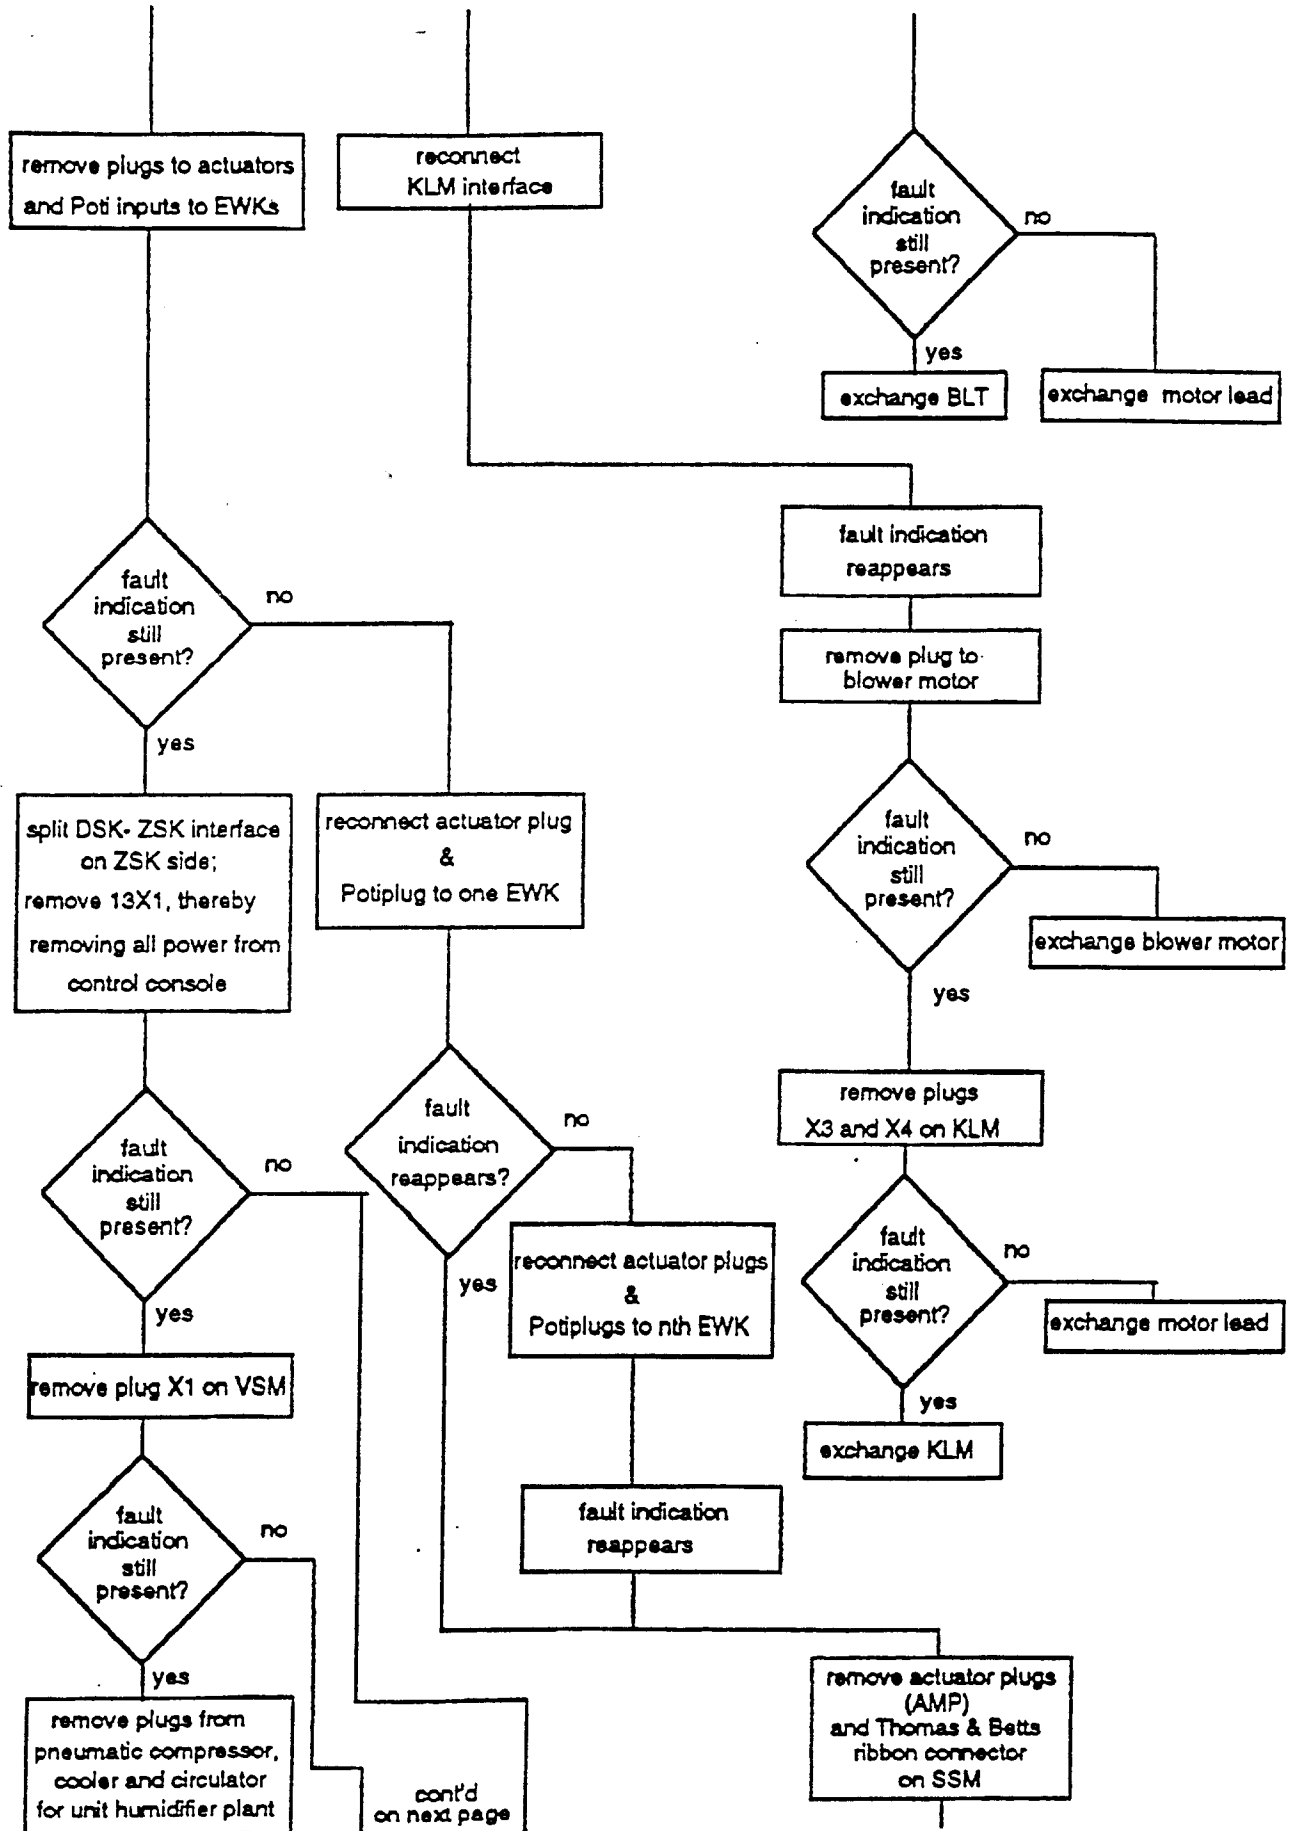 remove plugs to actuators
and Poti inputs to EWKs
reconnect
KLM interface
fault
indication
still
present?
no
yes
exchange BLT
exchange motor lead
fault indication
reappears
remove plug to
blower motor
fault
indication
still
present?
no
yes
split DSK- ZSK interface
on ZSK side;
remove 13X1, thereby
removing all power from
control console
reconnect actuator plug
&
Potiplug to one EWK
fault
indication
still
present?
no
exchange blower motor
yes
remove plugs
X3 and X4 on KLM
fault
indication
reappears?
no
yes
fault
indication
still
present?
no
yes
reconnect actuator plugs
&
Potiplugs to nth EWK
fault
indication
still
present?
no
exchange motor lead
yes
exchange KLM
remove plug X1 on VSM
fault
indication
still
present?
no
yes
fault indication
reappears
remove actuator plugs
(AMP)
and Thomas & Betts
ribbon connector
on SSM
remove plugs from
pneumatic compressor,
cooler and circulator
for unit humidifier plant
cont'd
on next page